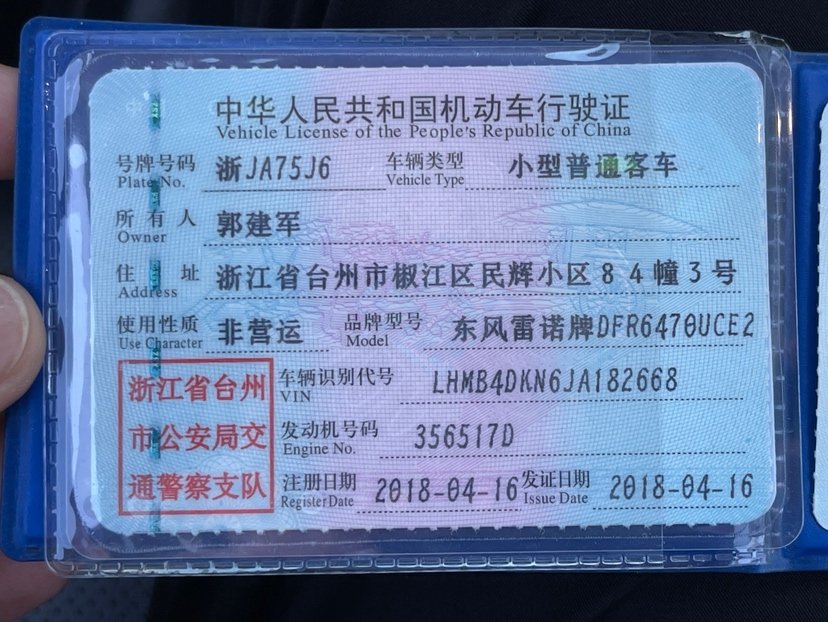 中华人民共和国机动车行驶证
Vehicle License of the People's Republic of China
号牌号码 浙JA75J6 车辆类型 小型普通客车
Plate No. Vehicle Type
所有人 郭建军
Owner
住址 浙江省台州市椒江区民辉小区84幢3号
Address
使用性质 非营运 品牌型号 东风雷诺牌DFR6470UCE2
Use Character Model
浙江省台州 车辆识别代号 LHMB4DKN6JA182668
VIN
市公安局交 发动机号码 356517D
Engine No.
通警察支队 注册日期 2018-04-16 发证日期 2018-04-16
Register Date Issue Date